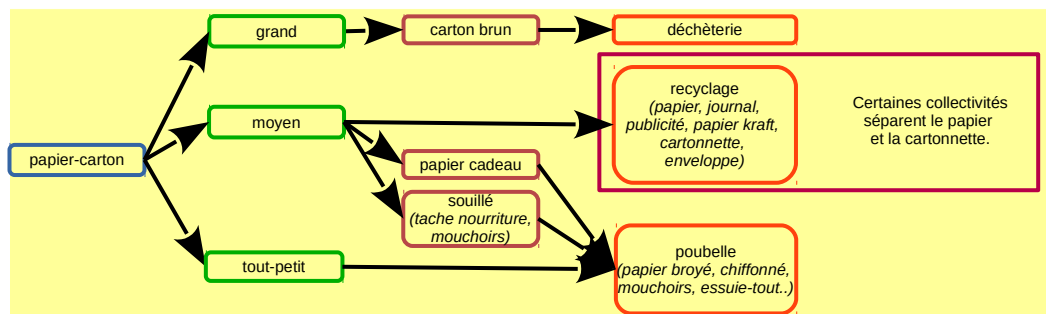 grand
carton brun
déchèterie
recyclage
(papier, journal,
publicité, papier kraft,
cartonnette,
enveloppe)
Certaines collectivités
séparent le papier
et la cartonnette.
moyen
papier-carton
papier cadeau
souillé
(tache nourriture,
mouchoirs)
tout-petit
poubelle
(papier broyé, chiffonné,
mouchoirs, essuie-tout..)